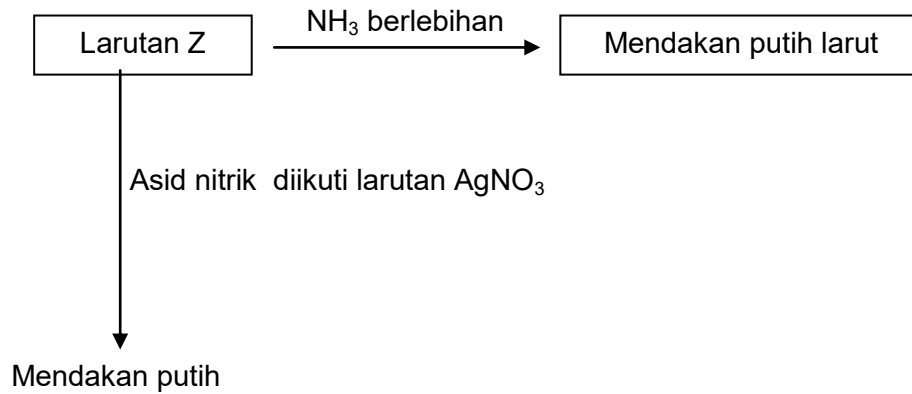 NH₃ berlebihan
Larutan Z
Mendakan putih larut
Asid nitrik diikuti larutan AgNO₃
Mendakan putih